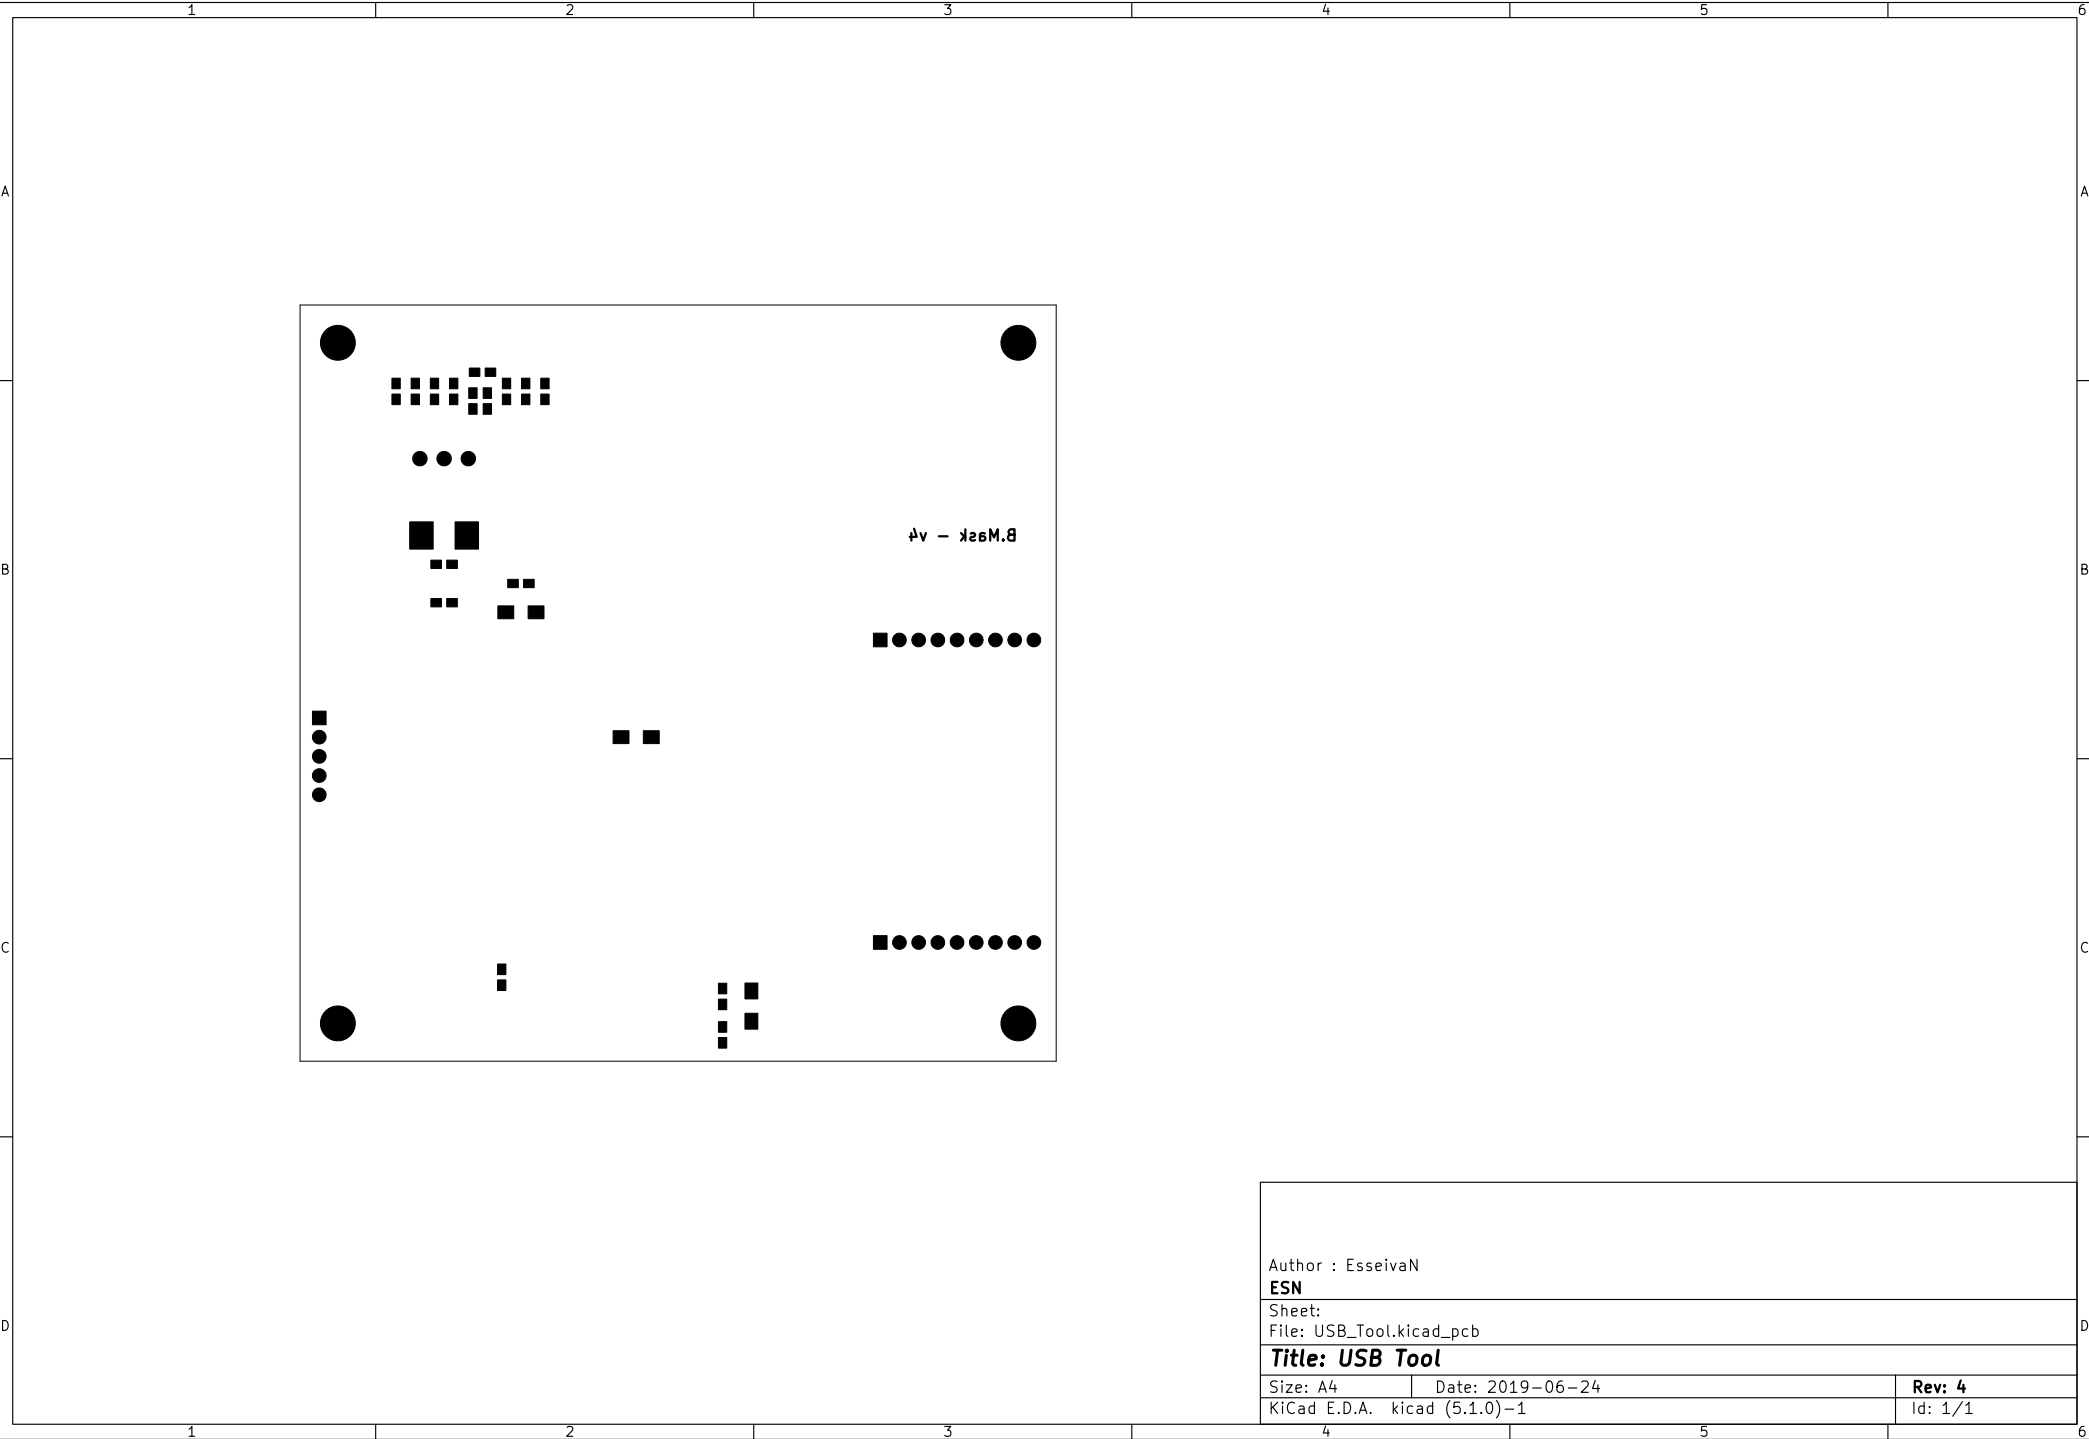 1 2 3 4 5 6
A A
B.Mask - v4
B B
C C
Author : EsseivaN
ESN
Sheet:
File: USB_Tool.kicad_pcb
D D
Title: USB Tool
Size: A4 Date: 2019-06-24 Rev: 4
KiCad E.D.A. kicad (5.1.0)-1 Id: 1/1
1 2 3 4 5 6